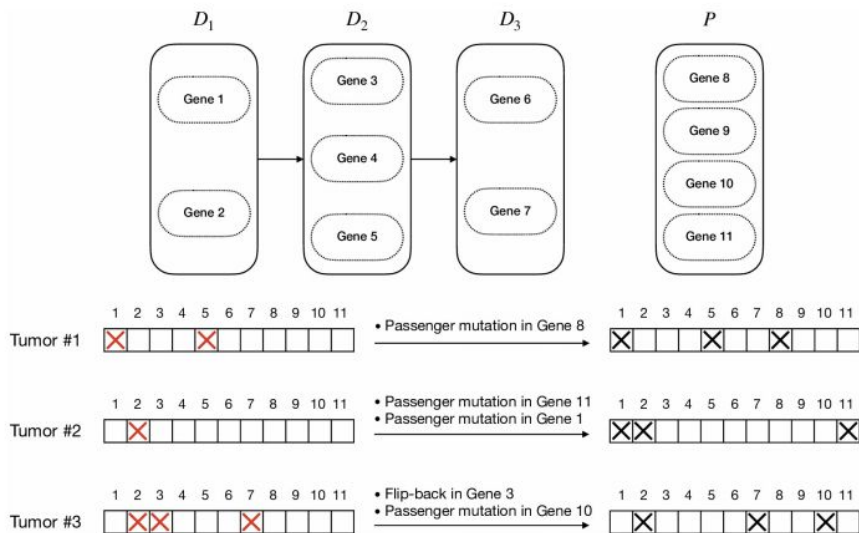 D1 D2 D3 P
Gene 1 Gene 3 Gene 6 Gene 8
Gene 9
Gene 4
Gene 10
Gene 2 Gene 7
Gene 5 Gene 11
1 2 3 4 5 6 7 8 9 10 11 1 2 3 4 5 6 7 8 9 10 11
• Passenger mutation in Gene 8
Tumor #1
1 2 3 4 5 6 7 8 9 10 11 1 2 3 4 5 6 7 8 9 10 11
• Passenger mutation in Gene 11
• Passenger mutation in Gene 1
Tumor #2
1 2 3 4 5 6 7 8 9 10 11 1 2 3 4 5 6 7 8 9 10 11
• Flip-back in Gene 3
• Passenger mutation in Gene 10
Tumor #3